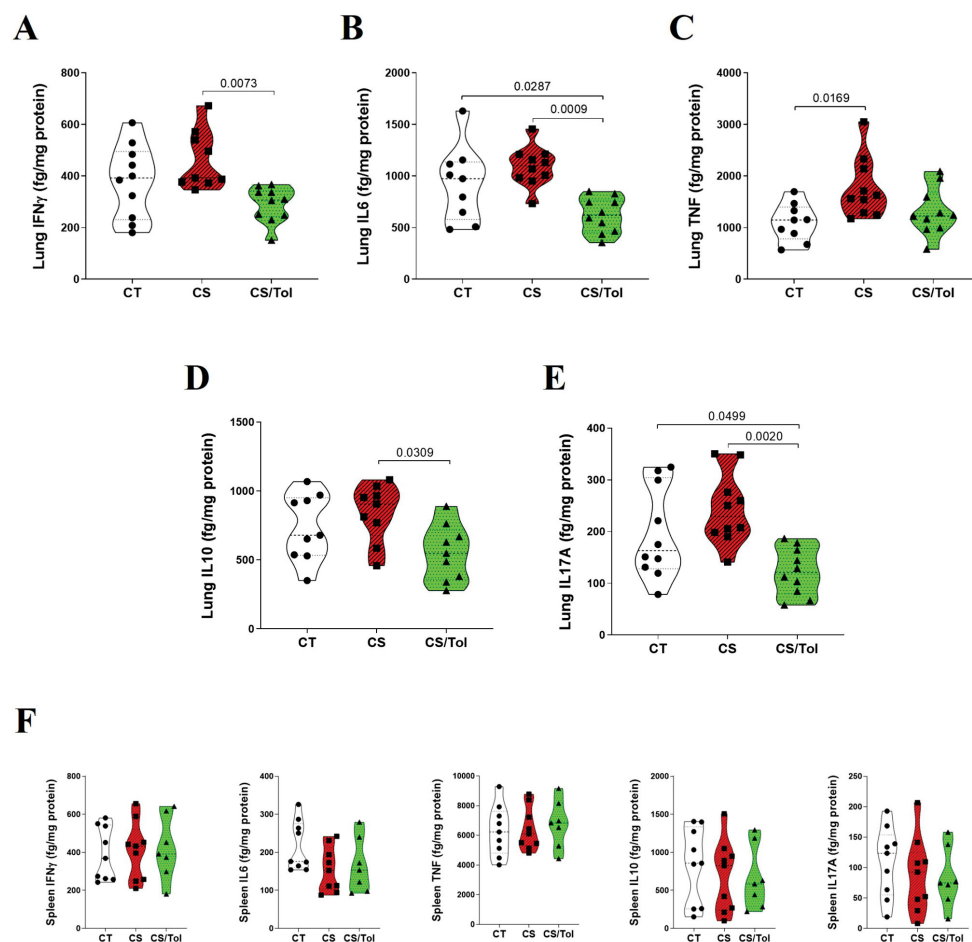 A
B
C
Lung IFNγ (fg/mg protein)
800
600
400
200
0
0.0073
CT CS CS/Tol
Lung IL6 (fg/mg protein)
2000
1500
1000
500
0
0.0287
0.0009
CT CS CS/Tol
Lung TNF (fg/mg protein)
4000
3000
2000
1000
0
0.0169
CT CS CS/Tol
D
E
Lung IL10 (fg/mg protein)
1500
1000
500
0
0.0309
CT CS CS/Tol
Lung IL17A (fg/mg protein)
400
300
200
100
0
0.0499
0.0020
CT CS CS/Tol
F
Spleen IFNγ (fg/mg protein)
800
600
400
200
0
CT CS CS/Tol
Spleen IL6 (fg/mg protein)
400
300
200
100
0
CT CS CS/Tol
Spleen TNF (fg/mg protein)
10000
8000
6000
4000
2000
0
CT CS CS/Tol
Spleen IL10 (fg/mg protein)
2000
1500
1000
500
0
CT CS CS/Tol
Spleen IL17A (fg/mg protein)
250
200
150
100
50
0
CT CS CS/Tol